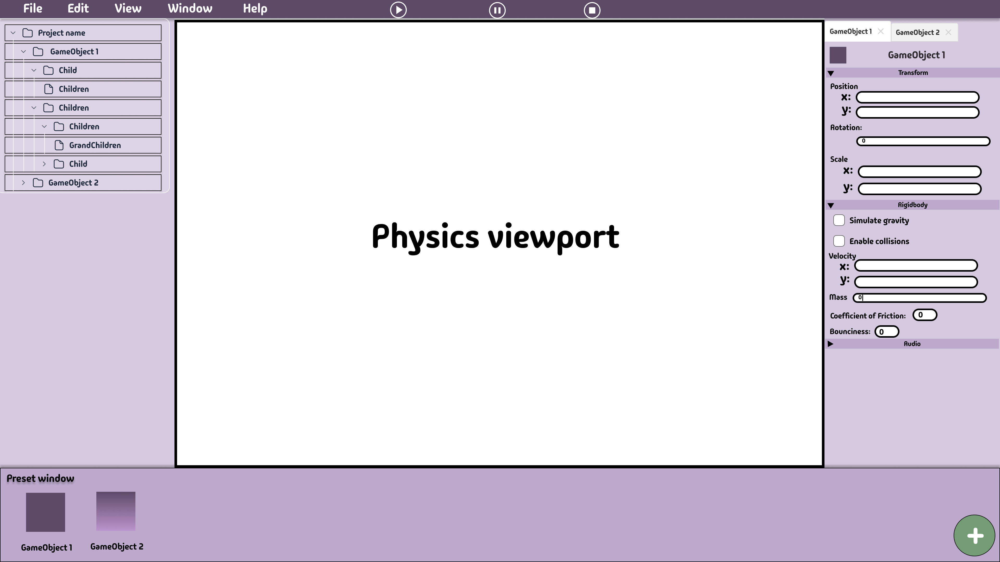 File Edit View Window Help
Project name
GameObject 1
Child
Children
Children
Children
GrandChildren
Child
GameObject 2
Physics viewport
GameObject 1 GameObject 2
GameObject 1
Transform
Position
x:
y:
Rotation:
0
Scale
x:
y:
Rigidbody
Simulate gravity
Enable collisions
Velocity
x:
y:
Mass 0
Coefficient of Friction: 0
Bounciness: 0
Audio
Preset window
GameObject 1 GameObject 2